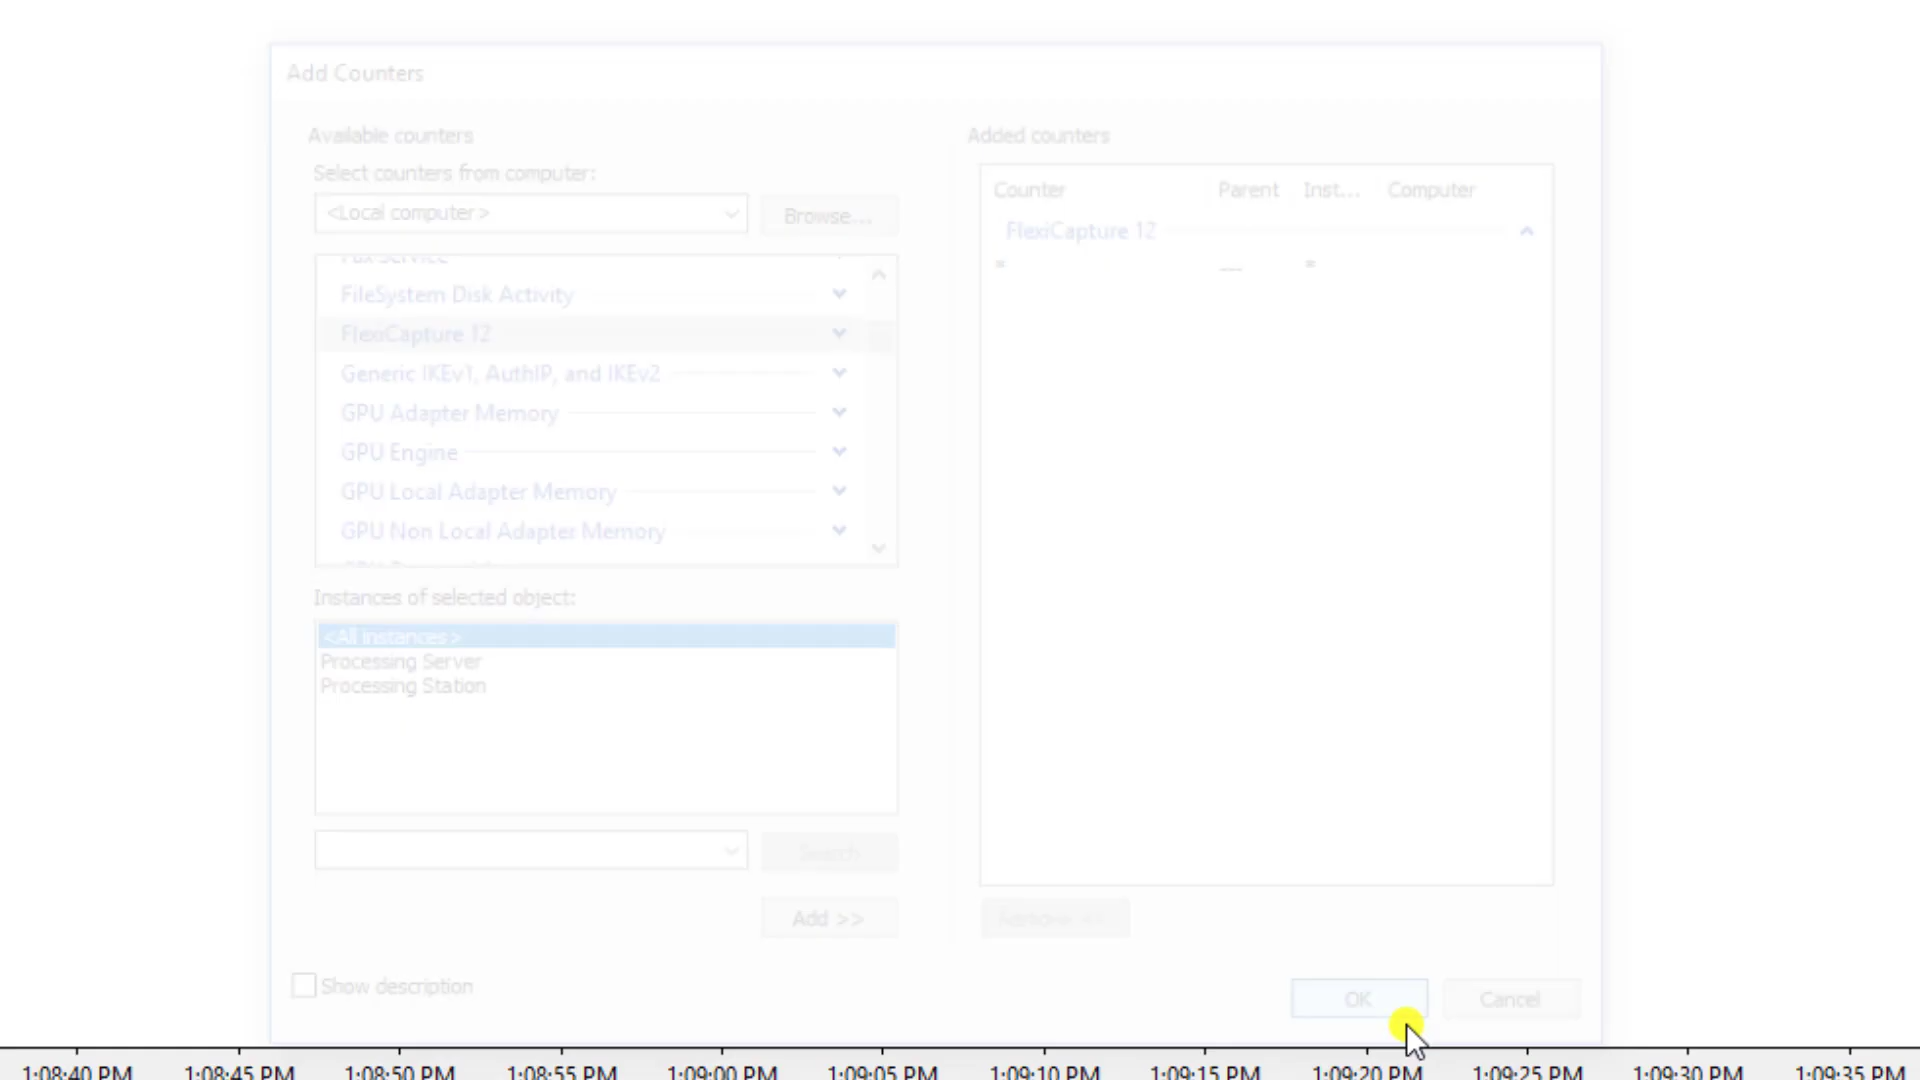 Add Counters
Available counters
Select counters from computer:
<Local computer>
Browse...
Fax Service
FileSystem Disk Activity
FlexiCapture 12
Generic IKEv1, AuthIP, and IKEv2
GPU Adapter Memory
GPU Engine
GPU Local Adapter Memory
GPU Non Local Adapter Memory
Instances of selected object:
<All instances>
Processing Server
Processing Station
Search
Add >>
Show description
Added counters
Counter Parent Inst... Computer
FlexiCapture 12
* --- *
Remove <<
OK
Cancel
1:08:40 PM 1:08:45 PM 1:08:50 PM 1:08:55 PM 1:09:00 PM 1:09:05 PM 1:09:10 PM 1:09:15 PM 1:09:20 PM 1:09:25 PM 1:09:30 PM 1:09:35 PM